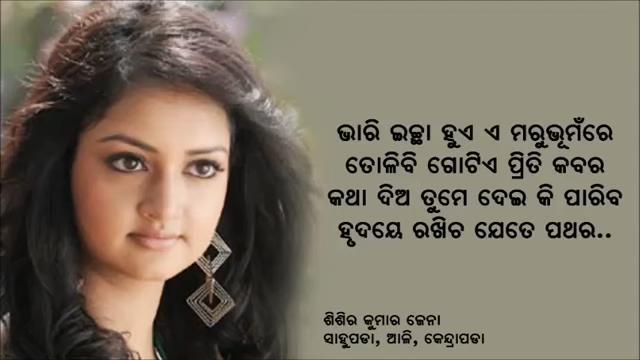 ଭାରି ଇଚ୍ଛା ହୁଏ ଏ ମରୁଭୂମିଁରେ
ତୋଳିବି ଗୋଟିଏ ପ୍ରିତି କବର
କଥା ଦିଅ ତୁମେ ଦେଇ କି ପାରିବ
ହୃଦୟେ ରଖିଚ ଯେତେ ପଥର..
ଶିଶିର କୁମାର ଜେନା
ସାହୁପଡା, ଆଳି, କେନ୍ଦ୍ରାପଡା